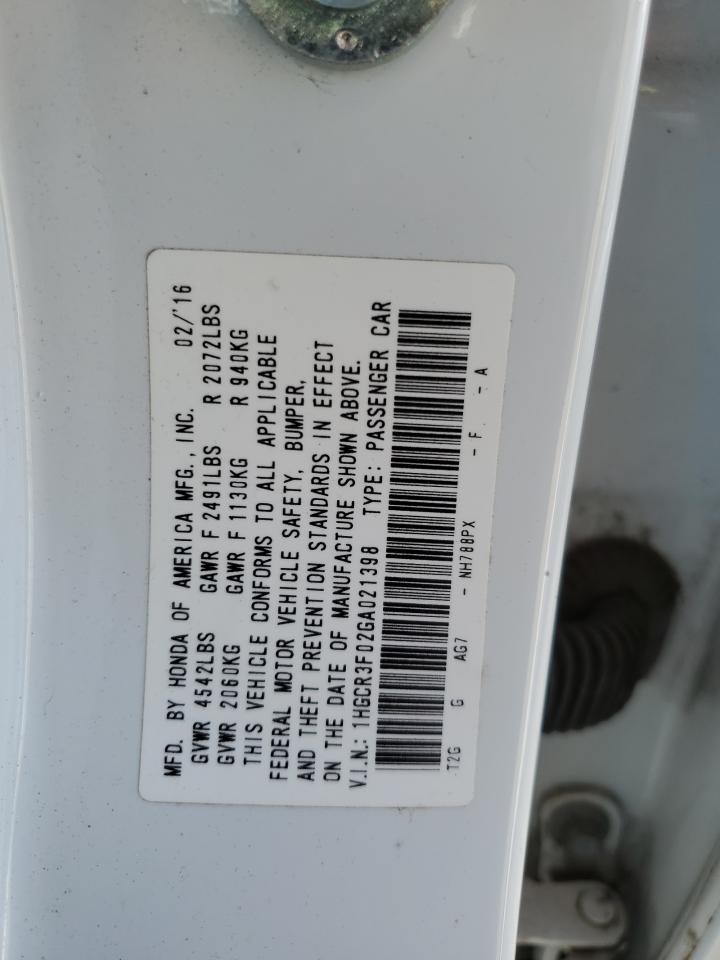 MFD. BY HONDA OF AMERICA MFG., INC. 02/'16
GVWR 4542LBS GAWR F 2491LBS R 2072LBS
GVWR 2060KG GAWR F 1130KG R 940KG
THIS VEHICLE CONFORMS TO ALL APPLICABLE
FEDERAL MOTOR VEHICLE SAFETY, BUMPER,
AND THEFT PREVENTION STANDARDS IN EFFECT
ON THE DATE OF MANUFACTURE SHOWN ABOVE.
V.I.N.: 1HGCR3F02GA021398 TYPE: PASSENGER CAR
T2G G AG7 - NH788PX - F - A